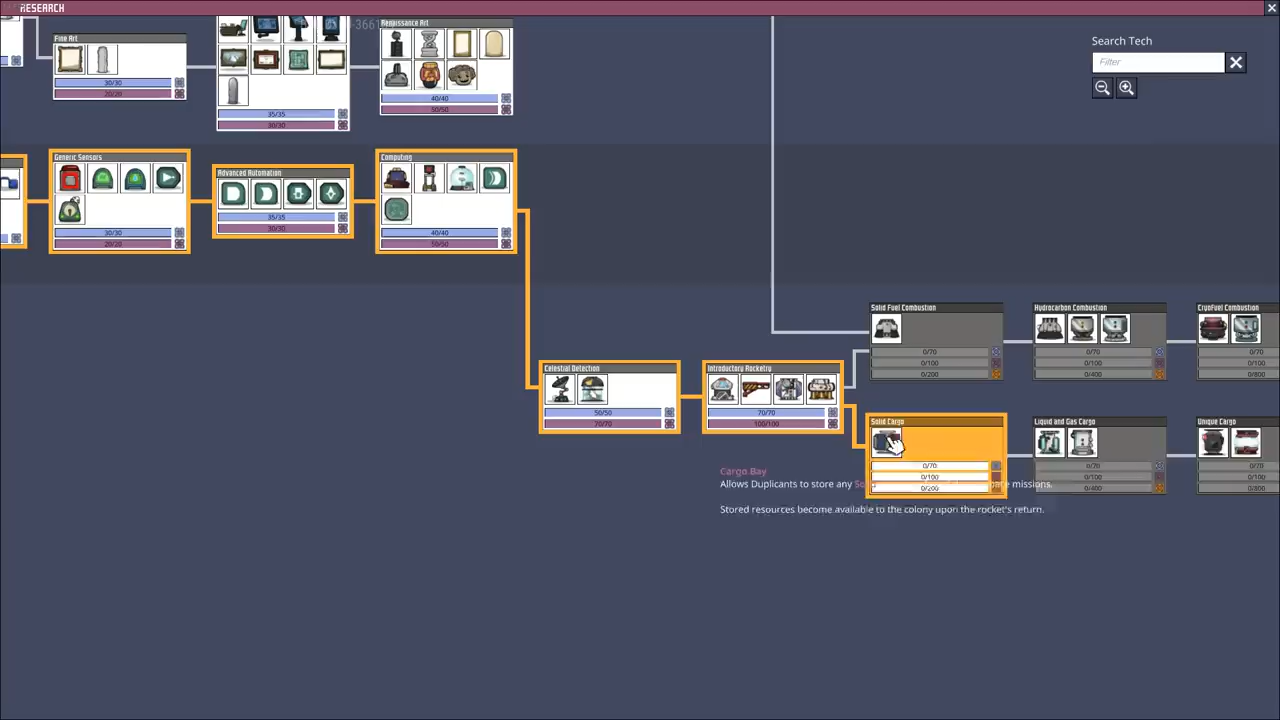 RESEARCH
Search Tech
Filter
Fine Art
30/30
20/20
35/35
30/30
Renaissance Art
40/40
50/50
Generic Sensors
30/30
20/20
Advanced Automation
35/35
30/30
Computing
40/40
50/50
Celestial Detection
50/50
70/70
Introductory Rocketry
70/70
100/100
Solid Fuel Combustion
0/70
0/100
0/200
Hydrocarbon Combustion
0/70
0/100
0/400
CryoFuel Combustion
0/70
0/100
0/800
Solid Cargo
0/70
0/100
0/200
Liquid and Gas Cargo
0/70
0/100
0/400
Unique Cargo
0/70
0/100
0/800
Cargo Bay
Allows Duplicants to store any missions.
Stored resources become available to the colony upon the rocket's return.